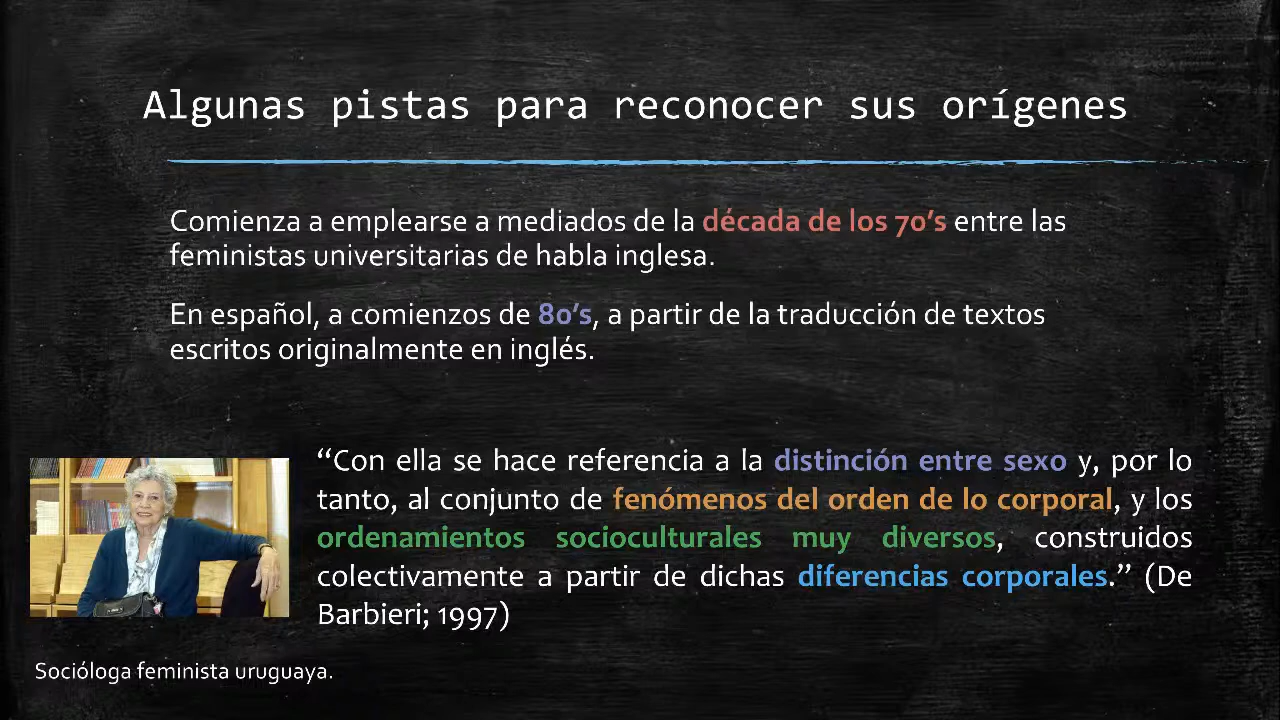 Algunas pistas para reconocer sus orígenes
Comienza a emplearse a mediados de la década de los 70’s entre las
feministas universitarias de habla inglesa.
En español, a comienzos de 80’s, a partir de la traducción de textos
escritos originalmente en inglés.
“Con ella se hace referencia a la distinción entre sexo y, por lo
tanto, al conjunto de fenómenos del orden de lo corporal, y los
ordenamientos socioculturales muy diversos, construidos
colectivamente a partir de dichas diferencias corporales.” (De
Barbieri; 1997)
Socióloga feminista uruguaya.